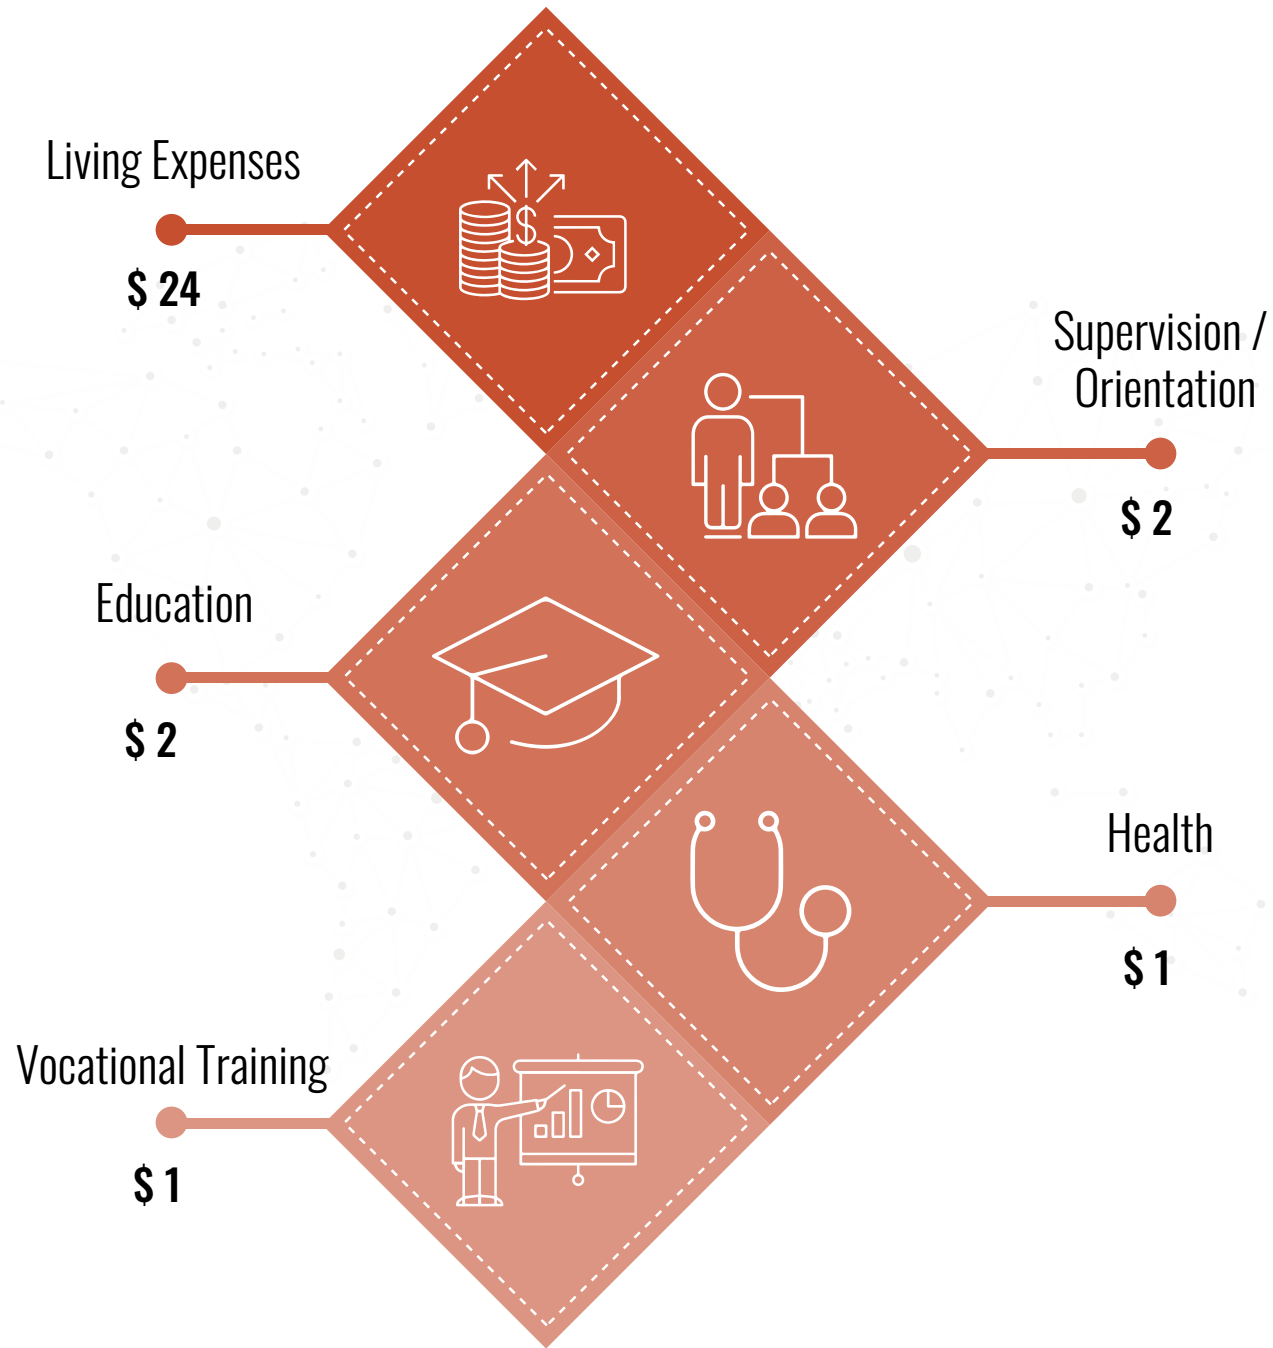 Living Expenses
$ 24
Supervision /
Orientation
$ 2
Education
$ 2
Health
$ 1
Vocational Training
$ 1